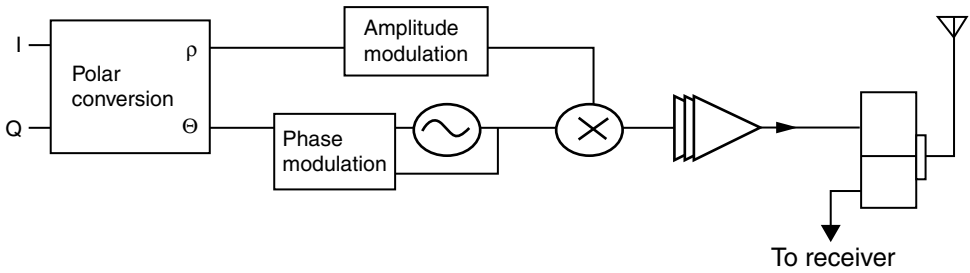 I
Q
Polar
conversion
ρ
Θ
Amplitude
modulation
Phase
modulation
To receiver